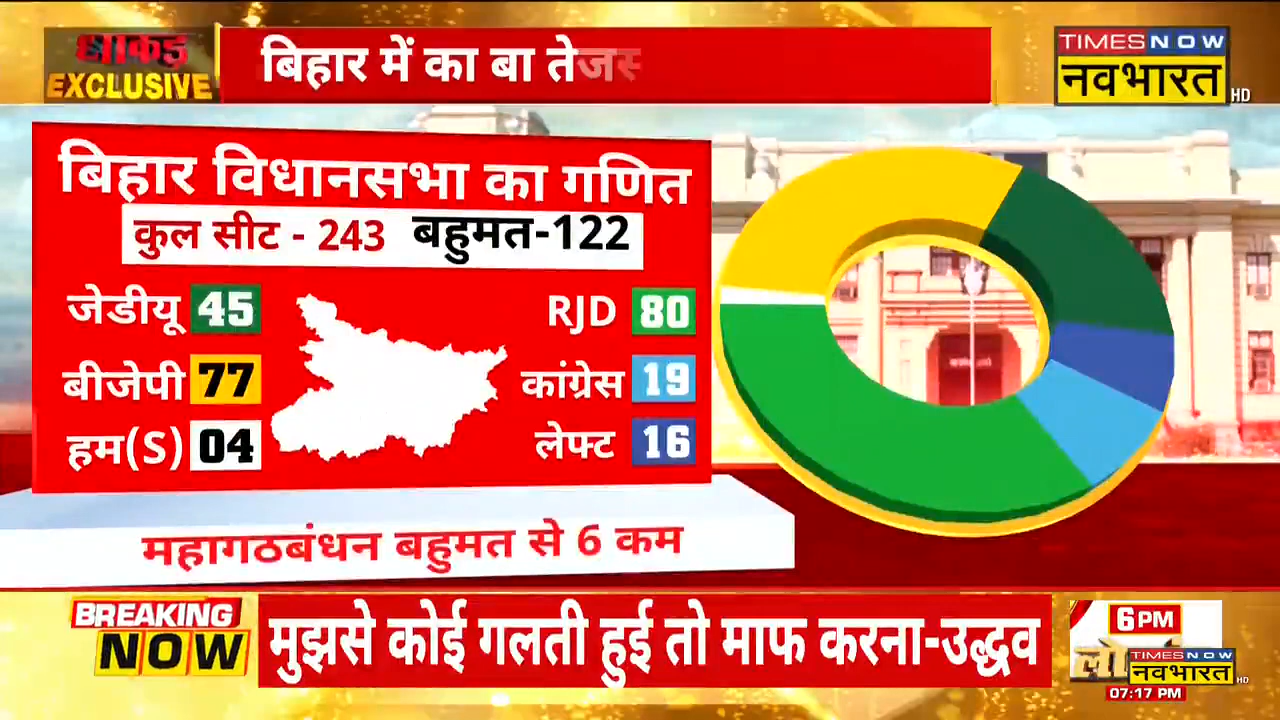 धाकड़
EXCLUSIVE
बिहार में का बा तेजस
TIMES NOW
नवभारत
HD
बिहार विधानसभा का गणित
कुल सीट - 243 बहुमत-122
जेडीयू 45 RJD 80
बीजेपी 77 कांग्रेस 19
हम(S) 04 लेफ्ट 16
महागठबंधन बहुमत से 6 कम
BREAKING
NOW
मुझसे कोई गलती हुई तो माफ करना-उद्धव
6 PM
TIMES NOW
नवभारत
HD
07:17 PM